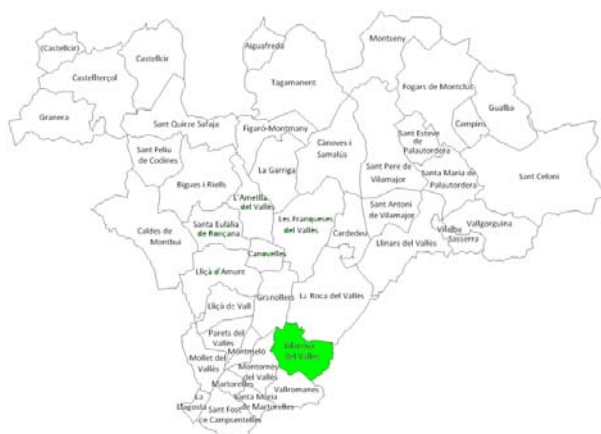 Montseny
(Castellcir)
Castellcir
Aiguafreda
Castellterçol
Tagamanent
Fogars de Montclús
Gualba
Granera
Sant Quirze Safaja
Figaró-Montmany
Cànoves i
Samalús
Sant Esteve
de
Palautordera
Campins
Sant Feliu
de Codines
La Garriga
Sant Pere de
Vilamajor
Santa Maria de
Palautordera
Sant Celoni
Bigues i Riells
L'Ametlla
del Vallès
Les Franqueses
del Vallès
Sant Antoni
de Vilamajor
Caldes de
Montbui
Santa Eulàlia
de Ronçana
Cardedeu
Vallgorguina
Vilalba
Sasserra
Llinars del Vallès
Canovelles
Lliçà d'Amunt
Granollers
La Roca del Vallès
Lliçà de Vall
Parets del
Vallès
Vilanova
del Vallès
Mollet del
Vallès
Montmeló
Montornès
del Vallès
Martorelles
Vallromanes
La
Llagosta
Santa Maria
de Martorelles
Sant Fost
de Campsentelles